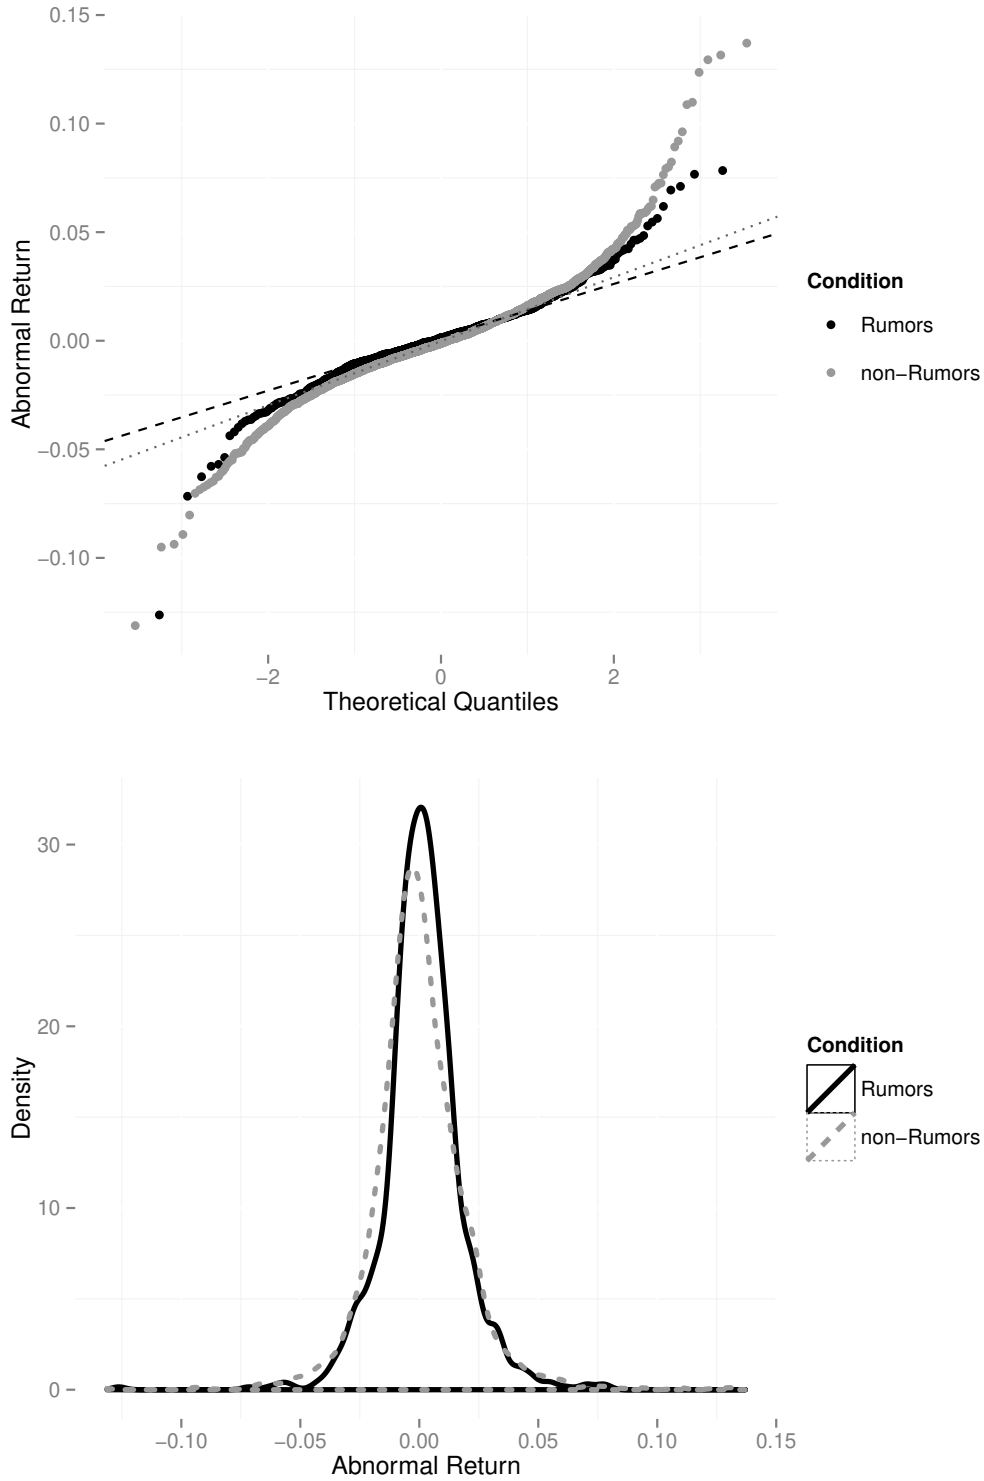 0.15
0.10
0.05
0.00
−0.05
−0.10
Abnormal Return
−2
0
2
Theoretical Quantiles
Condition
Rumors
non−Rumors
30
20
10
0
Density
−0.10
−0.05
0.00
0.05
0.10
0.15
Abnormal Return
Condition
Rumors
non−Rumors